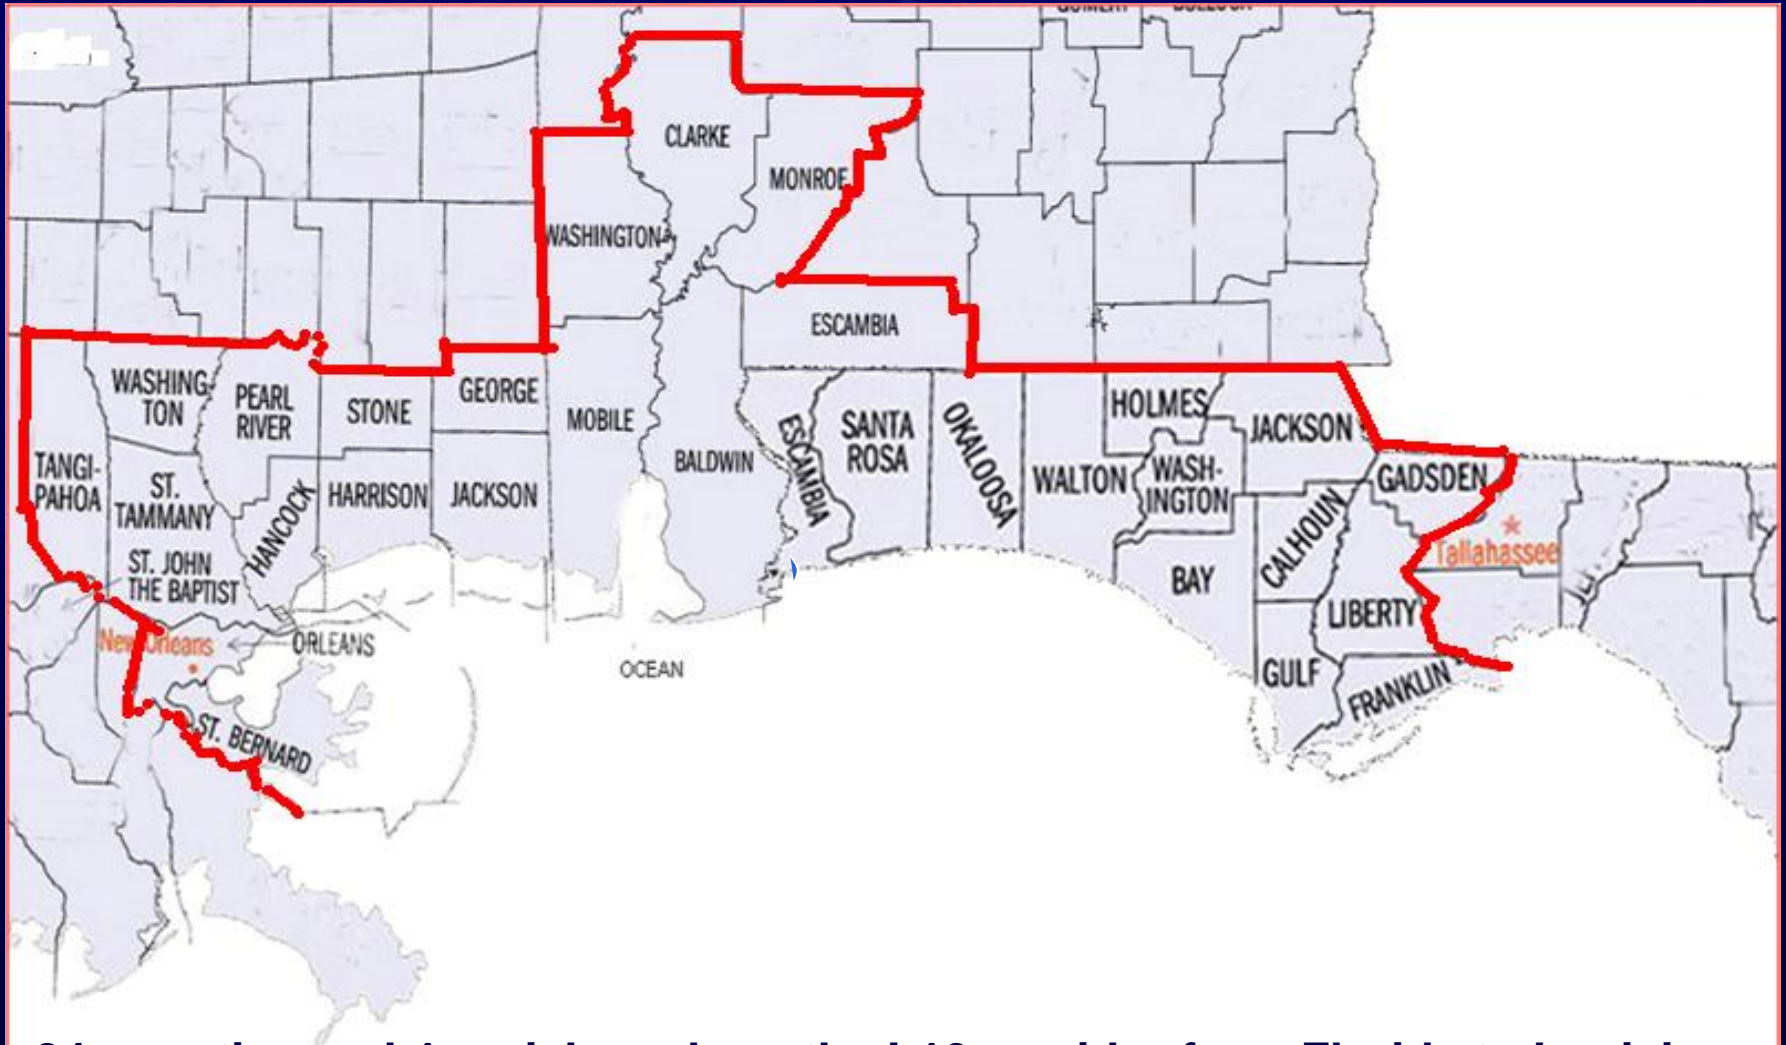 CLARKE
MONROE
WASHINGTON
ESCAMBIA
WASHING-
TON
PEARL
RIVER
STONE
GEORGE
MOBILE
BALDWIN
ESCAMBIA
SANTA
ROSA
OKALOOSA
WALTON
HOLMES
JACKSON
WASH-
INGTON
TANGI-
PAHOA
ST.
TAMMANY
HANCOCK
HARRISON
JACKSON
GADSDEN
CALHOUN
Tallahassee
ST. JOHN
THE BAPTIST
BAY
LIBERTY
New Orleans
ORLEANS
OCEAN
GULF
FRANKLIN
ST. BERNARD